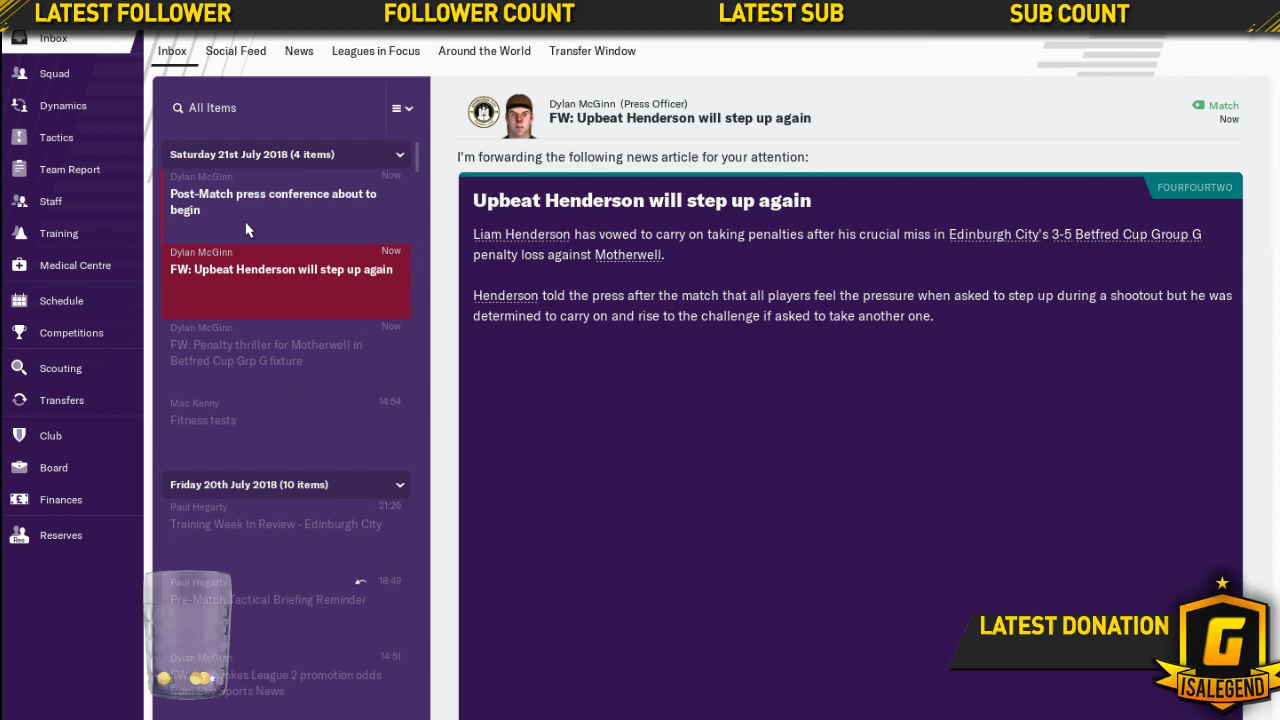 LATEST FOLLOWER
FOLLOWER COUNT
LATEST SUB
SUB COUNT
Inbox
Squad
Dynamics
Tactics
Team Report
Staff
Training
Medical Centre
Schedule
Competitions
Scouting
Transfers
Club
Board
Finances
Res
Reserves
Inbox
Social Feed
News
Leagues in Focus
Around the World
Transfer Window
All Items
Saturday 21st July 2018 (4 items)
Dylan McGinn Now
Post-Match press conference about to
begin
Dylan McGinn Now
FW: Upbeat Henderson will step up again
Dylan McGinn Now
FW: Penalty thriller for Motherwell in
Betfred Cup Grp G fixture
Mac Kenny 14:54
Fitness tests
Friday 20th July 2018 (10 items)
Paul Hegarty 21:26
Training Week In Review - Edinburgh City
Paul Hegarty 18:49
Pre-Match Tactical Briefing Reminder
Dylan McGinn 14:51
League 2 promotion odds
from Sky Sports News
Dylan McGinn (Press Officer)
FW: Upbeat Henderson will step up again
Match
Now
I'm forwarding the following news article for your attention:
FOURFOURTWO
Upbeat Henderson will step up again
Liam Henderson has vowed to carry on taking penalties after his crucial miss in Edinburgh City's 3-5 Betfred Cup Group G
penalty loss against Motherwell.
Henderson told the press after the match that all players feel the pressure when asked to step up during a shootout but he was
determined to carry on and rise to the challenge if asked to take another one.
LATEST DONATION
G
ISALEGEND